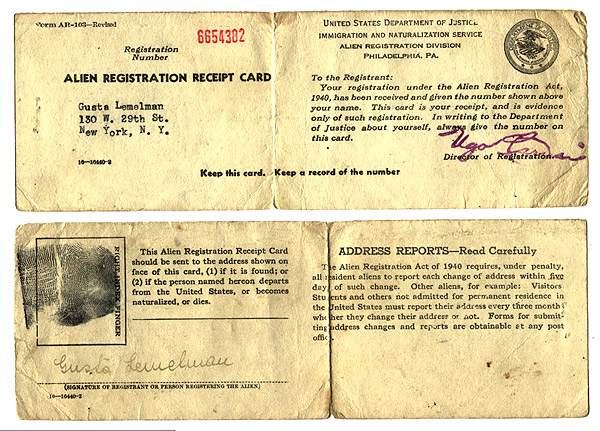 Form AR-103—Revised
6654382
Registration
Number
ALIEN REGISTRATION RECEIPT CARD
Gusta Lemelman
130 W. 29th St.
New York, N. Y.
16—16440-2
UNITED STATES DEPARTMENT OF JUSTICE
IMMIGRATION AND NATURALIZATION SERVICE
ALIEN REGISTRATION DIVISION
PHILADELPHIA, PA.
To the Registrant:
Your registration under the Alien Registration Act,
1940, has been received and given the number shown above
your name. This card is your receipt, and is evidence
only of such registration. In writing to the Department
of Justice about yourself, always give the number on
this card.
Director of Registration.
Keep this card. Keep a record of the number
RIGHT INDEX FINGER
This Alien Registration Receipt Card
should be sent to the address shown on
face of this card, (1) if it is found; or
(2) if the person named hereon departs
from the United States, or becomes
naturalized, or dies.
Gusta Lemelman
(SIGNATURE OF REGISTRANT OR PERSON REGISTERING THE ALIEN)
16—16440-2
ADDRESS REPORTS—Read Carefully
The Alien Registration Act of 1940 requires, under penalty,
all resident aliens to report each change of address within five
days of such change. Other aliens, for example: Visitors
Students and others not admitted for permanent residence in
the United States must report their address every three months
whether they change their address or not. Forms for submit-
ting address changes and reports are obtainable at any post
office.